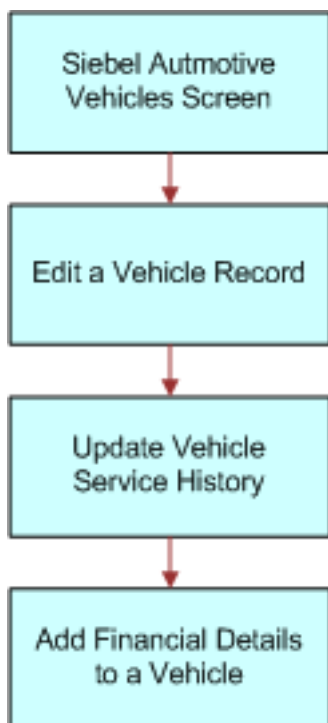 Siebel Autmotive
Vehicles Screen
Edit a Vehicle Record
Update Vehicle
Service History
Add Financial Details
to a Vehicle